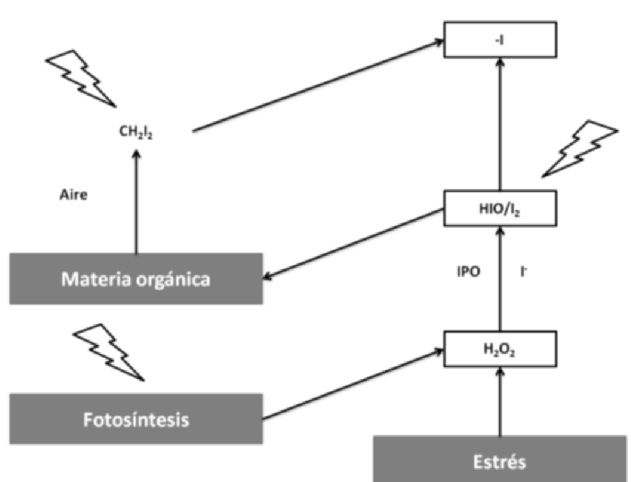 -I
CH₂I₂
Aire
HIO/I₂
Materia orgánica
IPO I⁻
H₂O₂
Fotosíntesis
Estrés